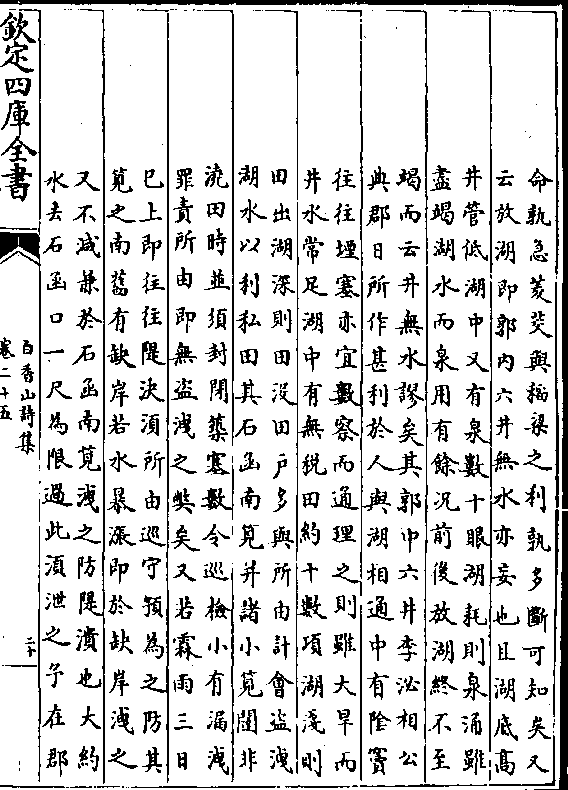 命孰急菱茭與稻粱之利孰多斷可知矣又
云放湖即郭内六井無水亦妄也且湖底髙
井管低湖中又有泉數十眼湖耗則泉涌雖
盡竭湖水而泉用有餘况前後放湖終不至
竭而云井無水謬矣其郭中六井李泌相公
典郡日所作甚利於人與湖相通中有陰竇
往往堙塞亦宜數察而通理之則雖大旱而
井水常足湖中有無税田約十數頃湖淺則
田出湖深則田没田戸多與所由計會盗洩
湖水以利私田其石函南筧并諸小筧闥非
澆田時並須封閉築塞數令巡檢小有漏洩
罪責所由即無盗洩之弊矣又若霖雨三日
巳上即往往隄決須所由巡守預為之防其
筧之南舊有缺岸若水暴漲即於缺岸洩之
又不減兼於石函南筧洩之防隄潰也大約
水去石函口一尺為限過此須泄之予在郡
欽定四庫全書
白香山詩集
卷二十五
二十